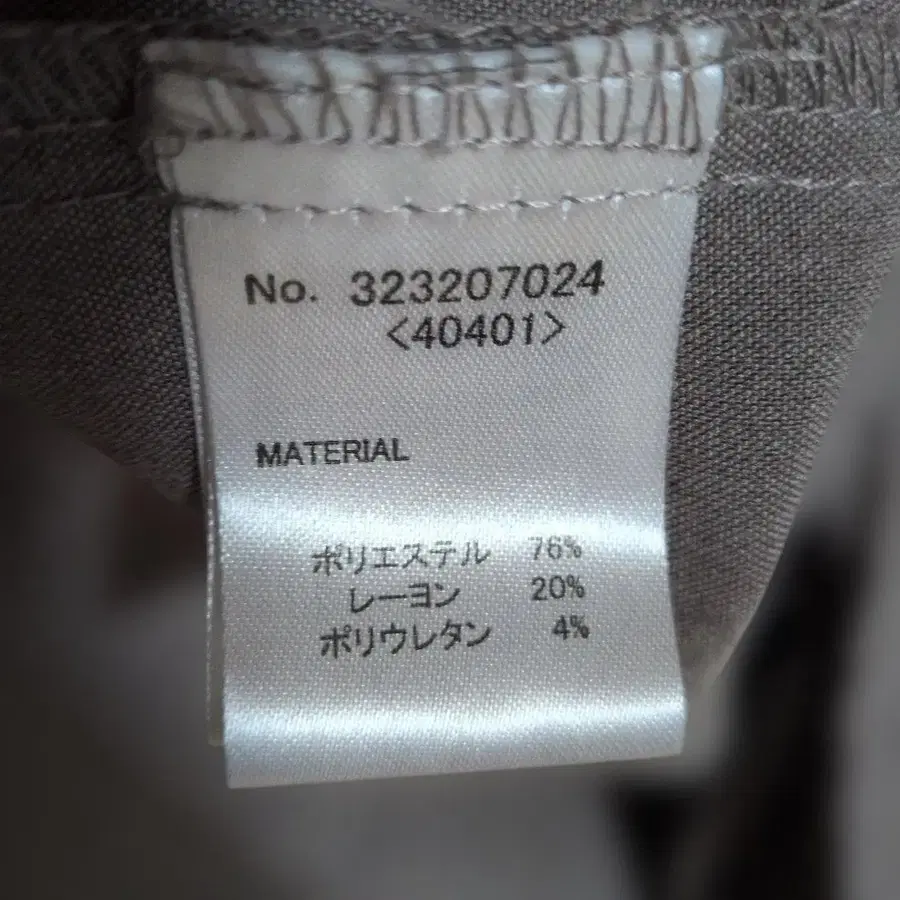 No. 323207024
<40401>
MATERIAL
ポリエステル 76%
レーヨン 20%
ポリウレタン 4%